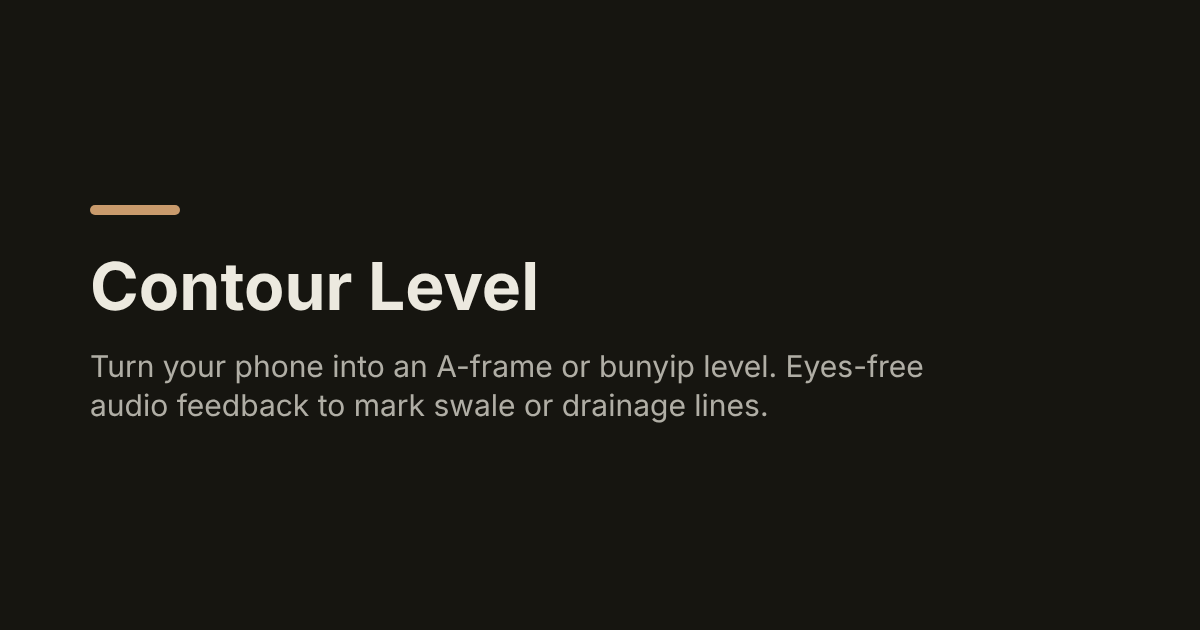 Contour Level
Turn your phone into an A-frame or bunyip level. Eyes-free
audio feedback to mark swale or drainage lines.